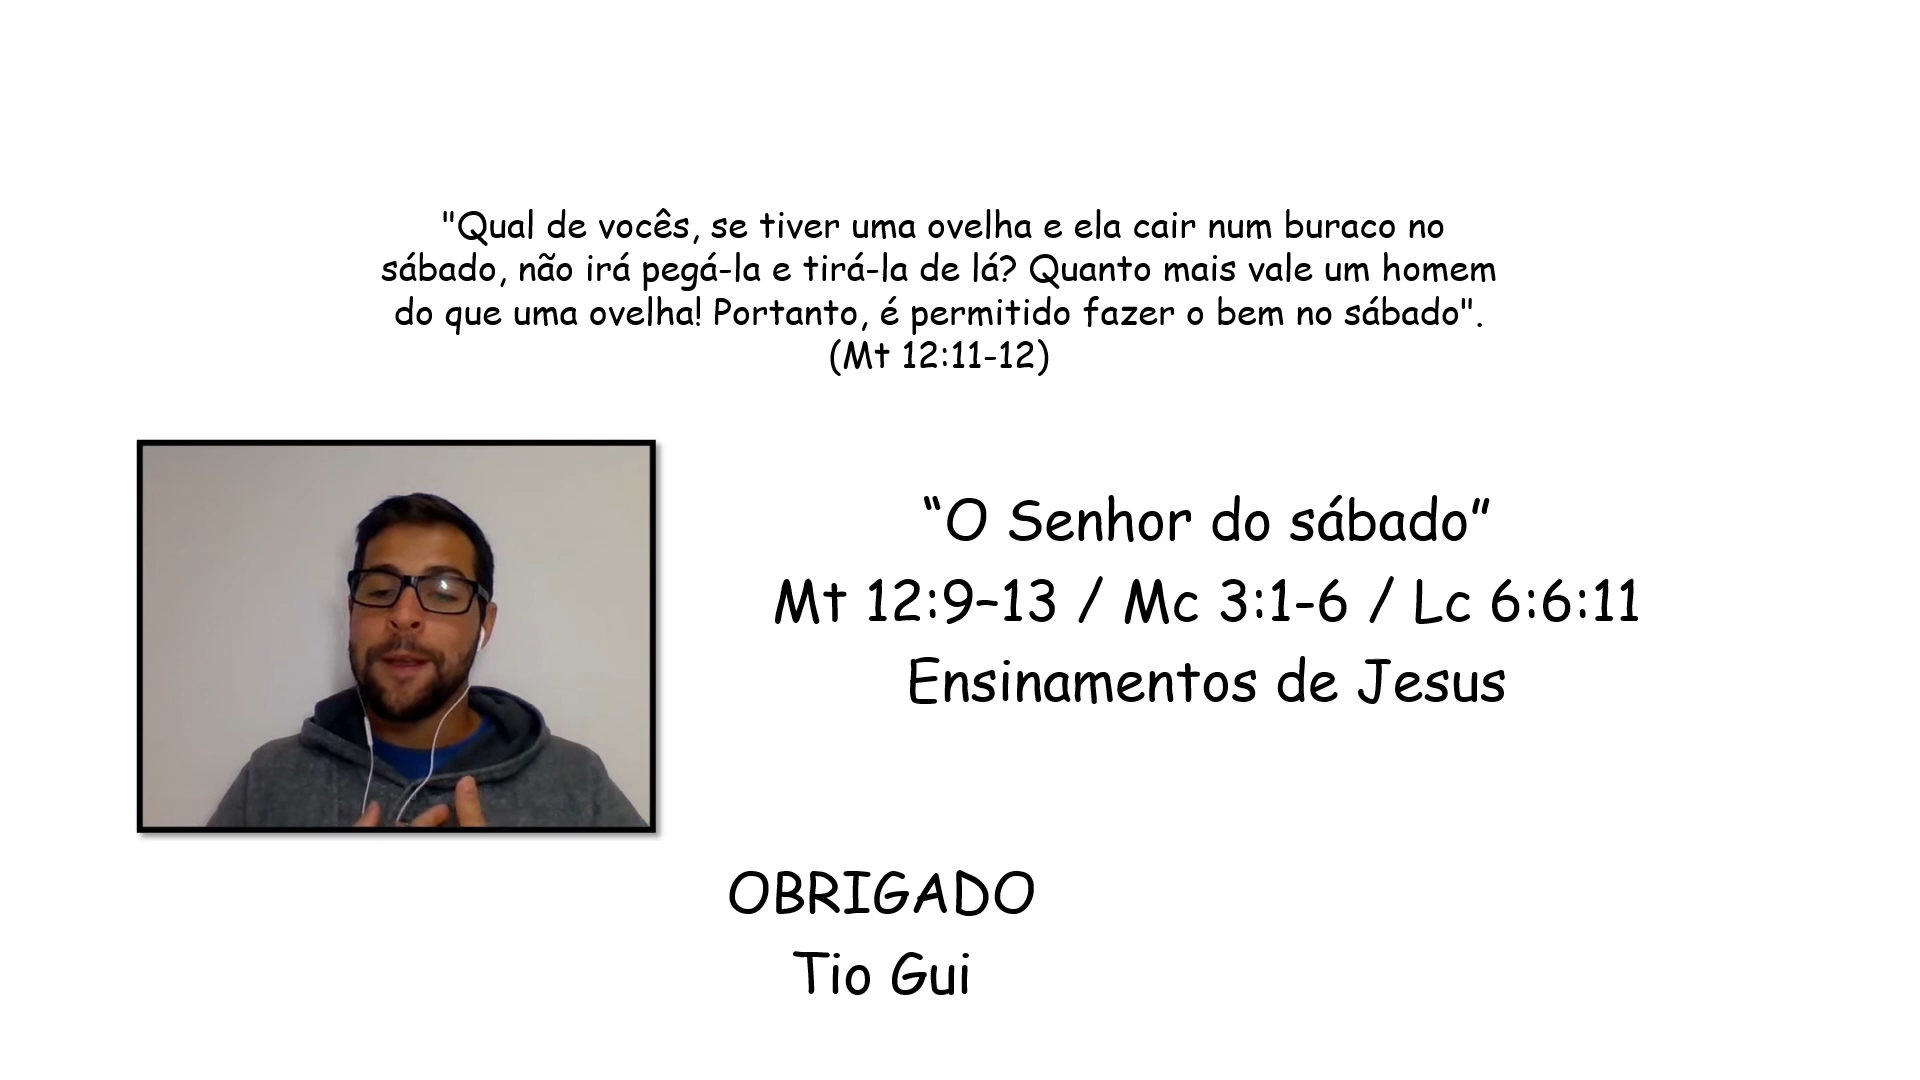 "Qual de vocês, se tiver uma ovelha e ela cair num buraco no
sábado, não irá pegá-la e tirá-la de lá? Quanto mais vale um homem
do que uma ovelha! Portanto, é permitido fazer o bem no sábado".
(Mt 12:11-12)
“O Senhor do sábado”
Mt 12:9–13 / Mc 3:1-6 / Lc 6:6:11
Ensinamentos de Jesus
OBRIGADO
Tio Gui